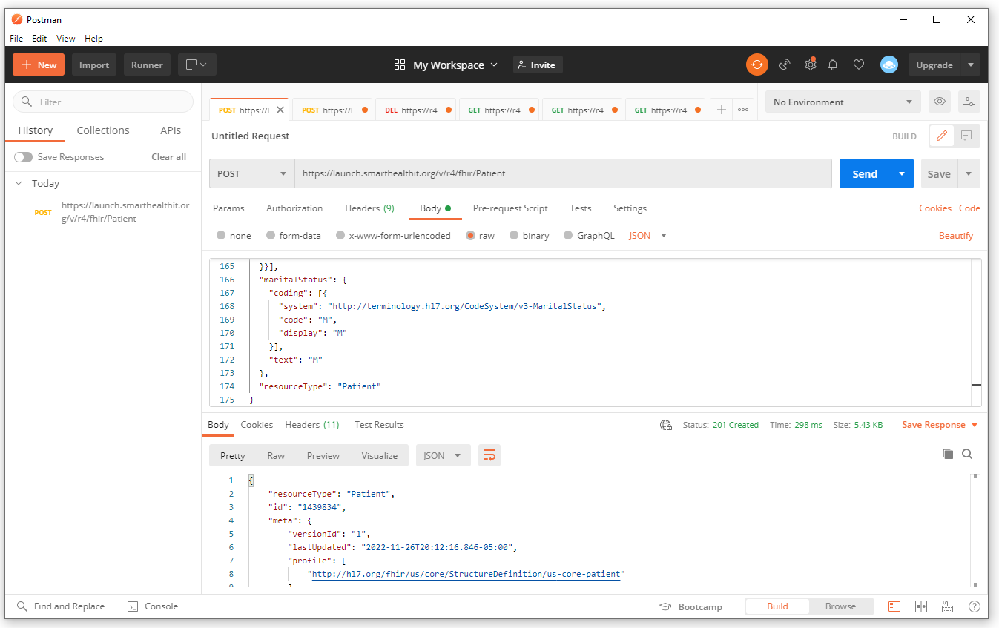 Postman
File Edit View Help
+ New Import Runner My Workspace Invite Upgrade
Filter
History Collections APIs
Save Responses Clear all
Today
POST https://launch.smarthealthit.or
g/v/r4/fhir/Patient
POST https://l... POST https://l... DEL https://r4... GET https://r4... GET https://r4... GET https://r4... No Environment
Untitled Request BUILD
POST https://launch.smarthealthit.org/v/r4/fhir/Patient Send Save
Params Authorization Headers (9) Body Pre-request Script Tests Settings Cookies Code
none form-data x-www-form-urlencoded raw binary GraphQL JSON Beautify
165 }}],
166 "maritalStatus": {
167 "coding": [{
168 "system": "http://terminology.hl7.org/CodeSystem/v3-MaritalStatus",
169 "code": "M",
170 "display": "M"
171 }],
172 "text": "M"
173 },
174 "resourceType": "Patient"
175 }
Body Cookies Headers (11) Test Results Status: 201 Created Time: 298 ms Size: 5.43 KB Save Response
Pretty Raw Preview Visualize JSON
1 {
2 "resourceType": "Patient",
3 "id": "1439834",
4 "meta": {
5 "versionId": "1",
6 "lastUpdated": "2022-11-26T20:12:16.846-05:00",
7 "profile": [
8 "http://hl7.org/fhir/us/core/StructureDefinition/us-core-patient"
9 ]
Find and Replace Console Bootcamp Build Browse